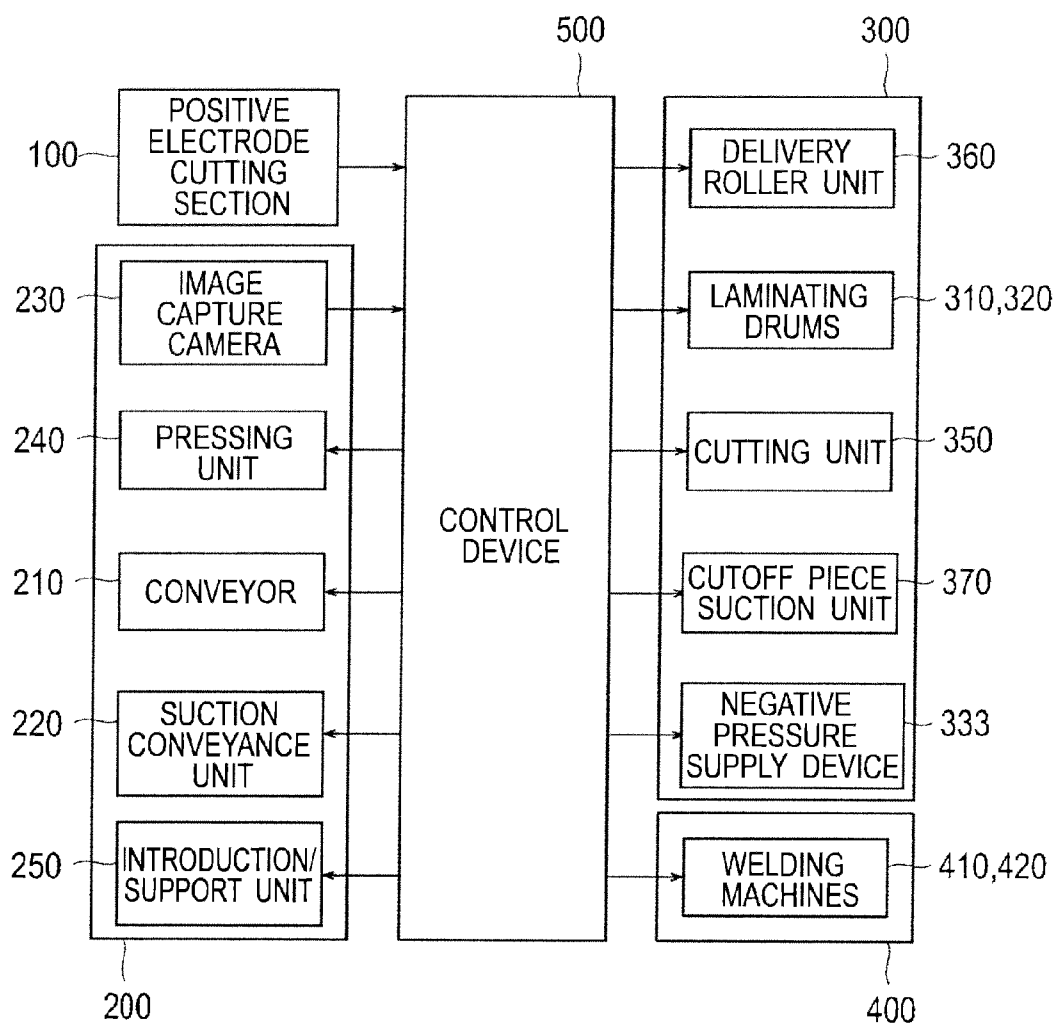 500
300
POSITIVE
ELECTRODE
CUTTING
SECTION
100
DELIVERY
ROLLER UNIT
360
230
IMAGE
CAPTURE
CAMERA
LAMINATING
DRUMS
310,320
240
PRESSING
UNIT
CUTTING UNIT
350
CONTROL
DEVICE
210
CONVEYOR
CUTOFF PIECE
SUCTION UNIT
370
220
SUCTION
CONVEYANCE
UNIT
NEGATIVE
PRESSURE
SUPPLY DEVICE
333
250
INTRODUCTION/
SUPPORT UNIT
WELDING
MACHINES
410,420
200
400